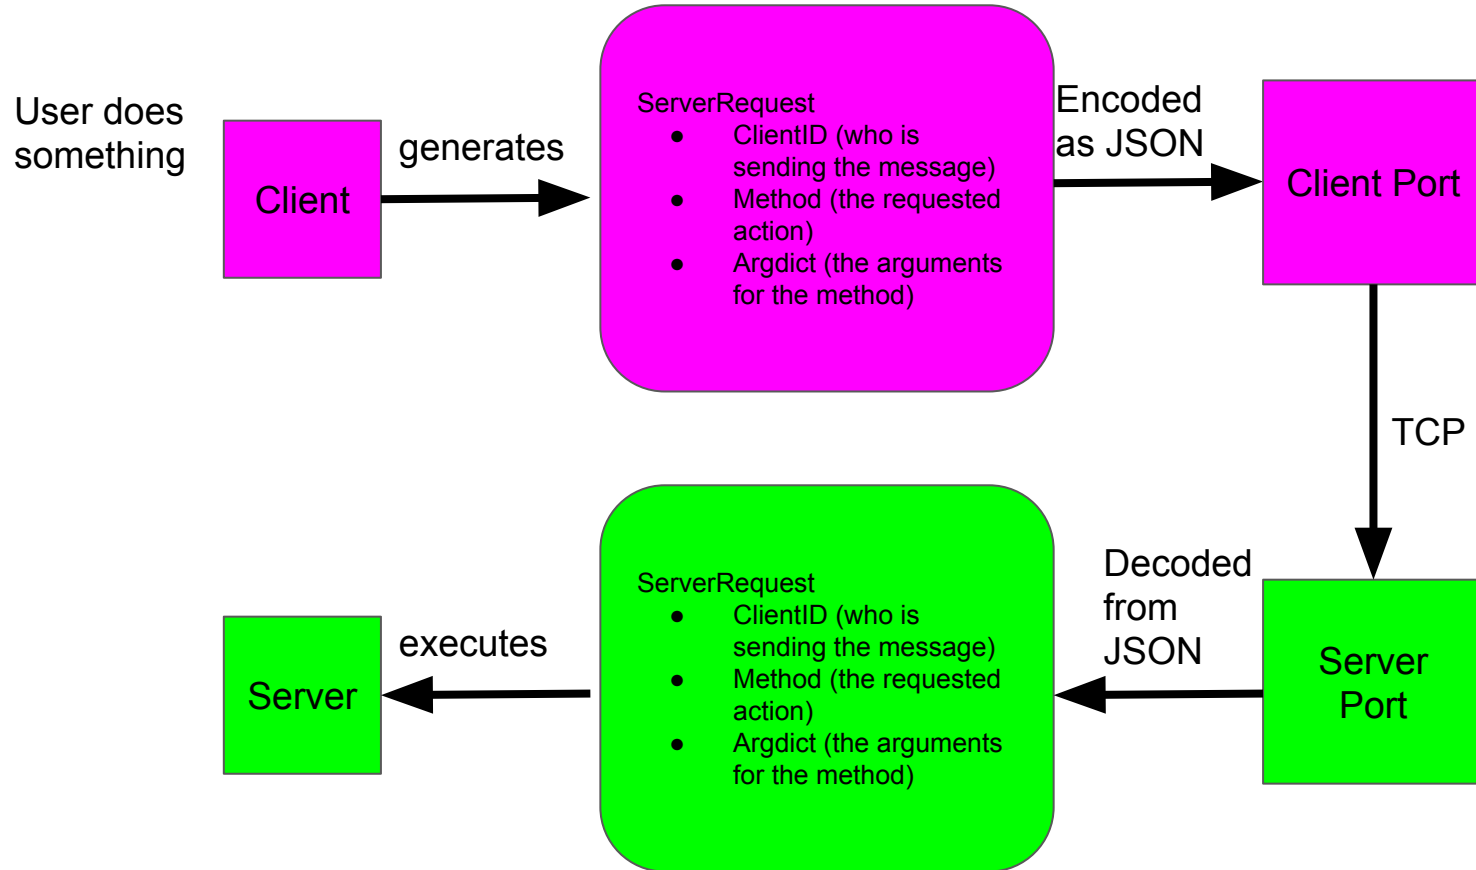 User does
something
Client
generates
ServerRequest
● ClientID (who is
sending the message)
● Method (the requested
action)
● Argdict (the arguments
for the method)
Encoded
as JSON
Client Port
TCP
Server
Port
Decoded
from
JSON
ServerRequest
● ClientID (who is
sending the message)
● Method (the requested
action)
● Argdict (the arguments
for the method)
executes
Server